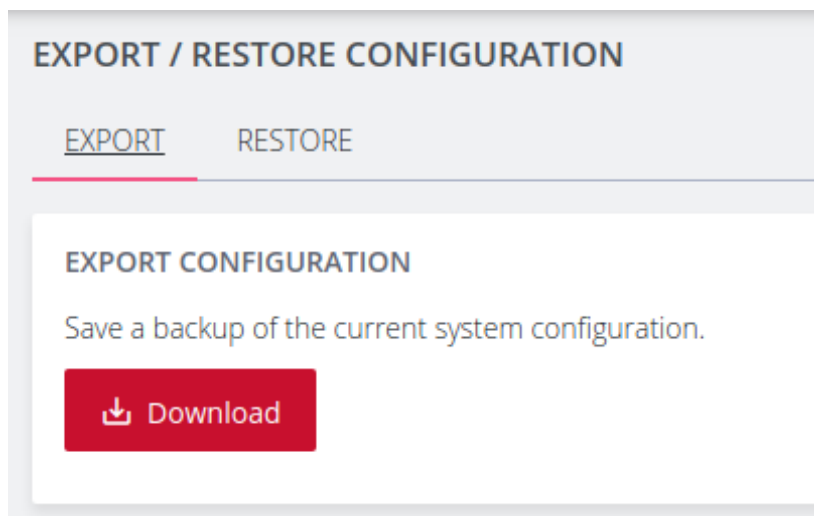 EXPORT / RESTORE CONFIGURATION
EXPORT RESTORE
EXPORT CONFIGURATION
Save a backup of the current system configuration.
Download